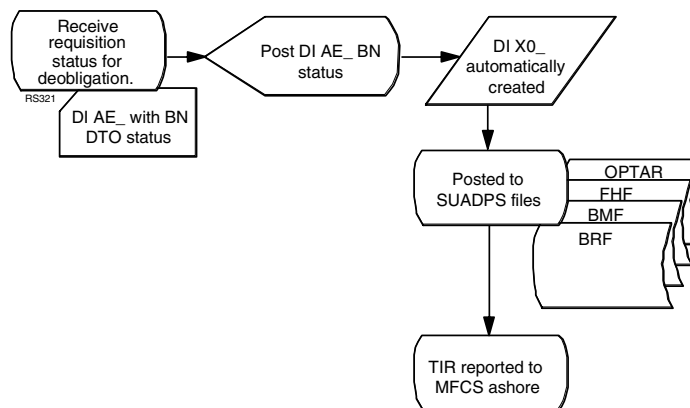 Receive
requisition
status for
deobligation.
RS321
DI AE_ with BN
DTO status
Post DI AE_ BN
status
DI X0_
automatically
created
Posted to
SUADPS files
OPTAR
FHF
BMF
BRF
TIR reported to
MFCS ashore